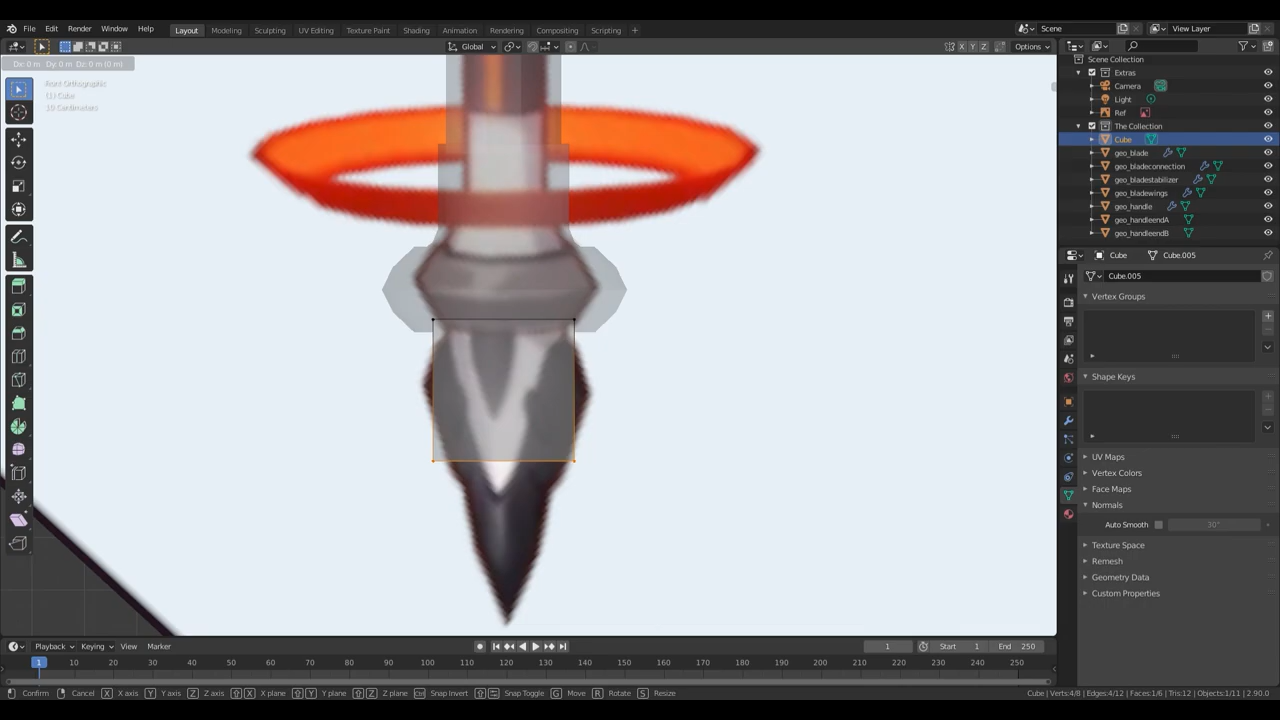 File Edit Render Window Help Layout Modeling Sculpting UV Editing Texture Paint Shading Animation Rendering Compositing Scripting + Scene View Layer
Global X Y Z Options
Dx: 0 m Dy: 0 m Dz: 0 m (0 m)
Front Orthographic
(1) Cube
10 Centimeters
Scene Collection
Extras
Camera
Light
Ref
The Collection
Cube
geo_blade
geo_bladeconnection
geo_bladestabilizer
geo_bladewings
geo_handle
geo_handleendA
geo_handleendB
Cube Cube.005
Cube.005
Vertex Groups
Shape Keys
UV Maps
Vertex Colors
Face Maps
Normals
Auto Smooth 30°
Texture Space
Remesh
Geometry Data
Custom Properties
Playback Keying View Marker 1 Start 1 End 250
1 10 20 30 40 50 60 70 80 90 100 110 120 130 140 150 160 170 180 190 200 210 220 230 240 250
Confirm Cancel X X axis Y Y axis Z Z axis X X plane Y Y plane Z Z plane Snap Invert Snap Toggle G Move R Rotate S Resize Cube | Verts:4/8 | Edges:4/12 | Faces:1/6 | Tris:12 | Objects:1/11 | 2.90.0